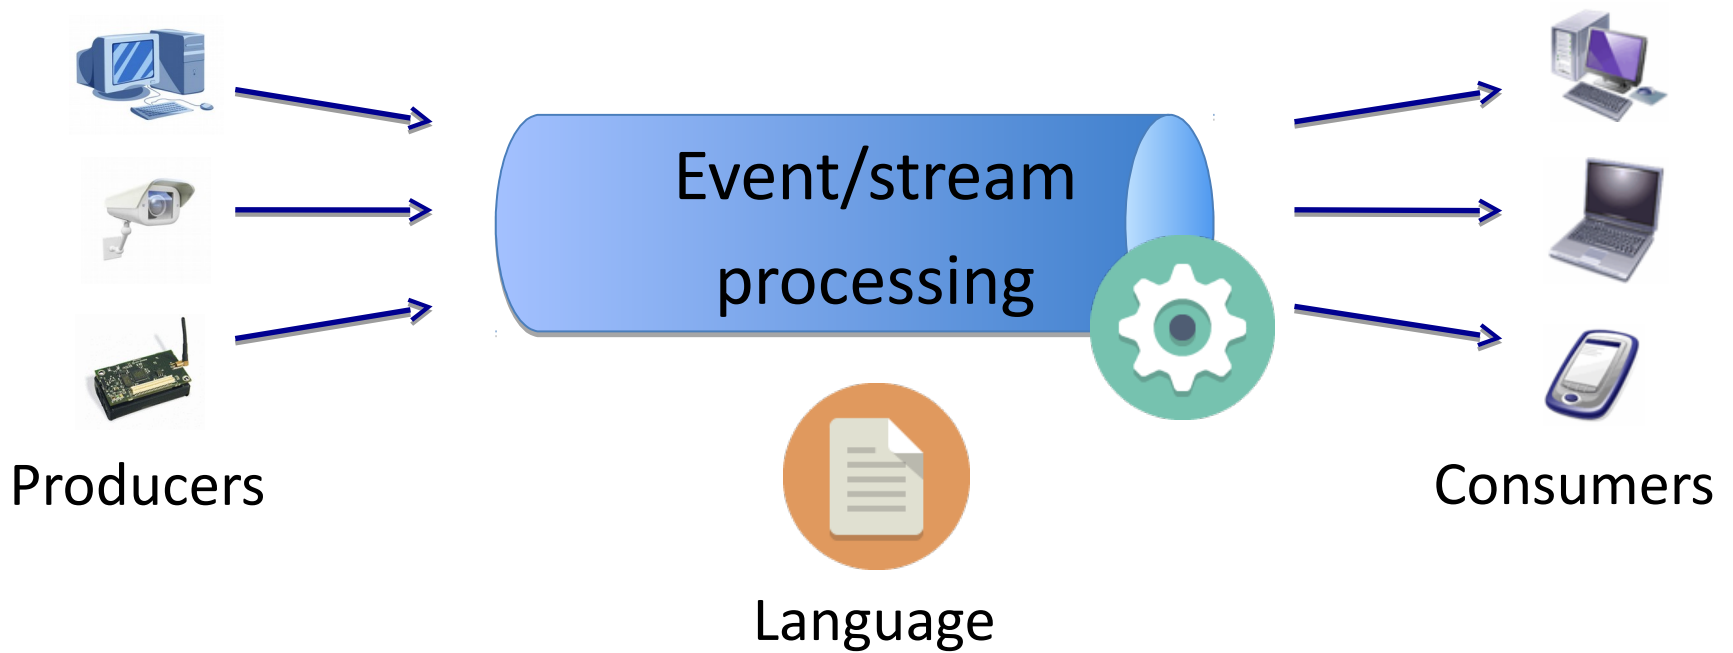 Event/stream
processing
Producers
Consumers
Language